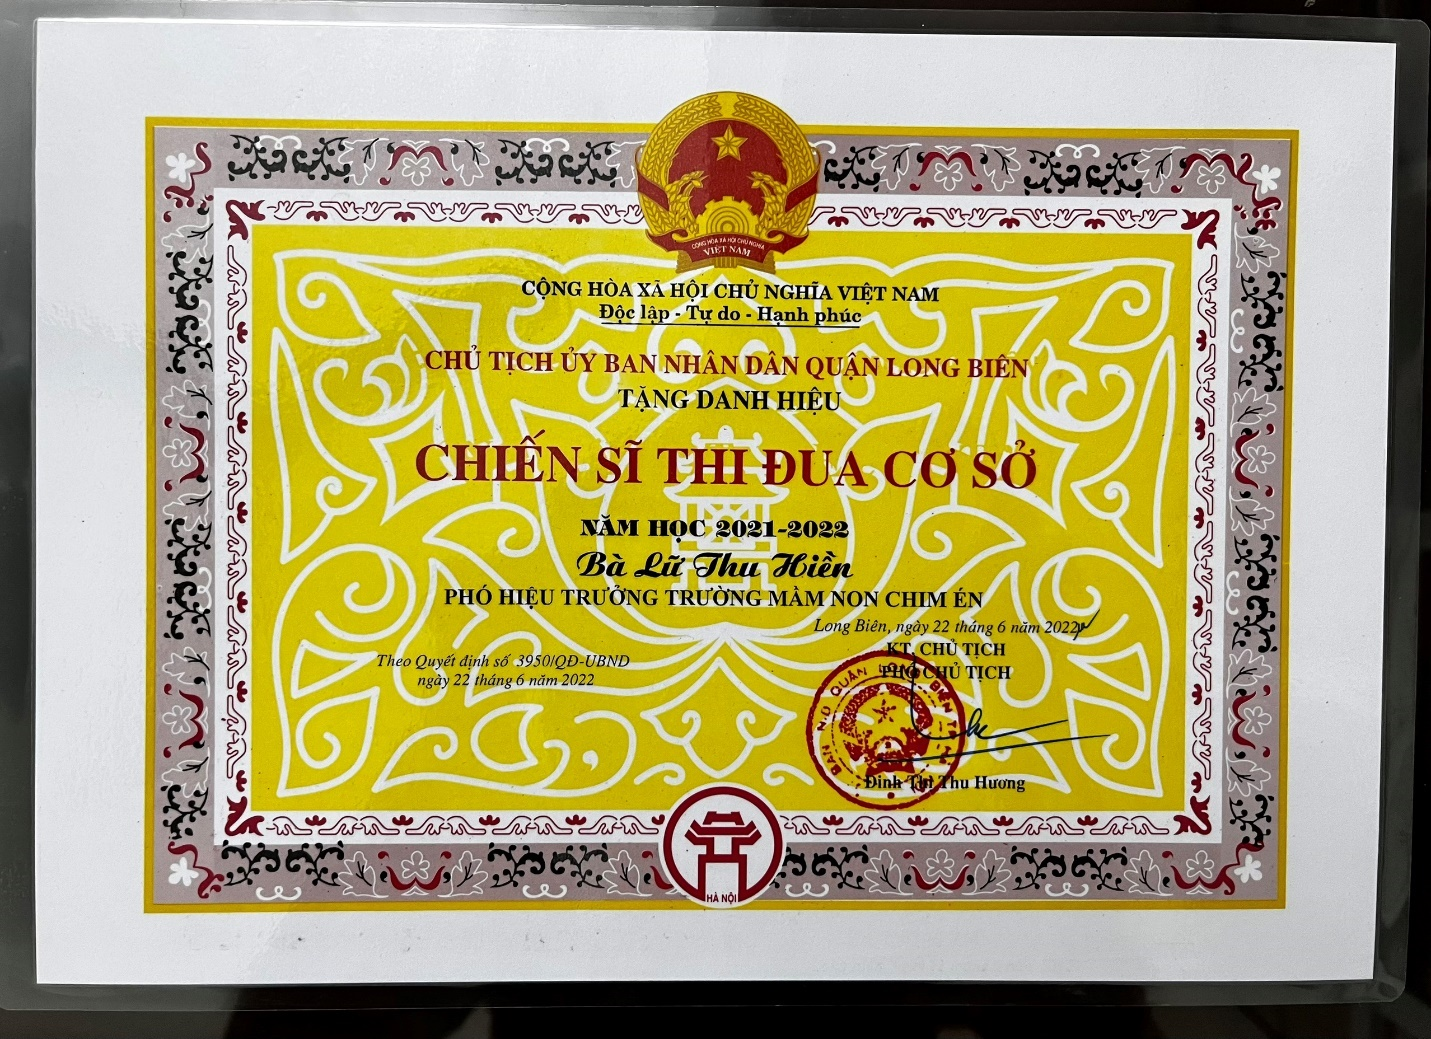 CỘNG HÒA XÃ HỘI CHỦ NGHĨA
VIỆT NAM
CỘNG HÒA XÃ HỘI CHỦ NGHĨA VIỆT NAM
Độc lập - Tự do - Hạnh phúc
CHỦ TỊCH ỦY BAN NHÂN DÂN QUẬN LONG BIÊN
TẶNG DANH HIỆU
CHIẾN SĨ THI ĐUA CƠ SỞ
NĂM HỌC 2021-2022
Bà Lữ Thu Hiền
PHÓ HIỆU TRƯỞNG TRƯỜNG MẦM NON CHIM ÉN
Long Biên, ngày 22 tháng 6 năm 2022
KT. CHỦ TỊCH
PHÓ CHỦ TỊCH
Theo Quyết định số 3950/QĐ-UBND
ngày 22 tháng 6 năm 2022
BAN N.D QUẬN LONG BIÊN
Đinh Thị Thu Hương
HÀ NỘI